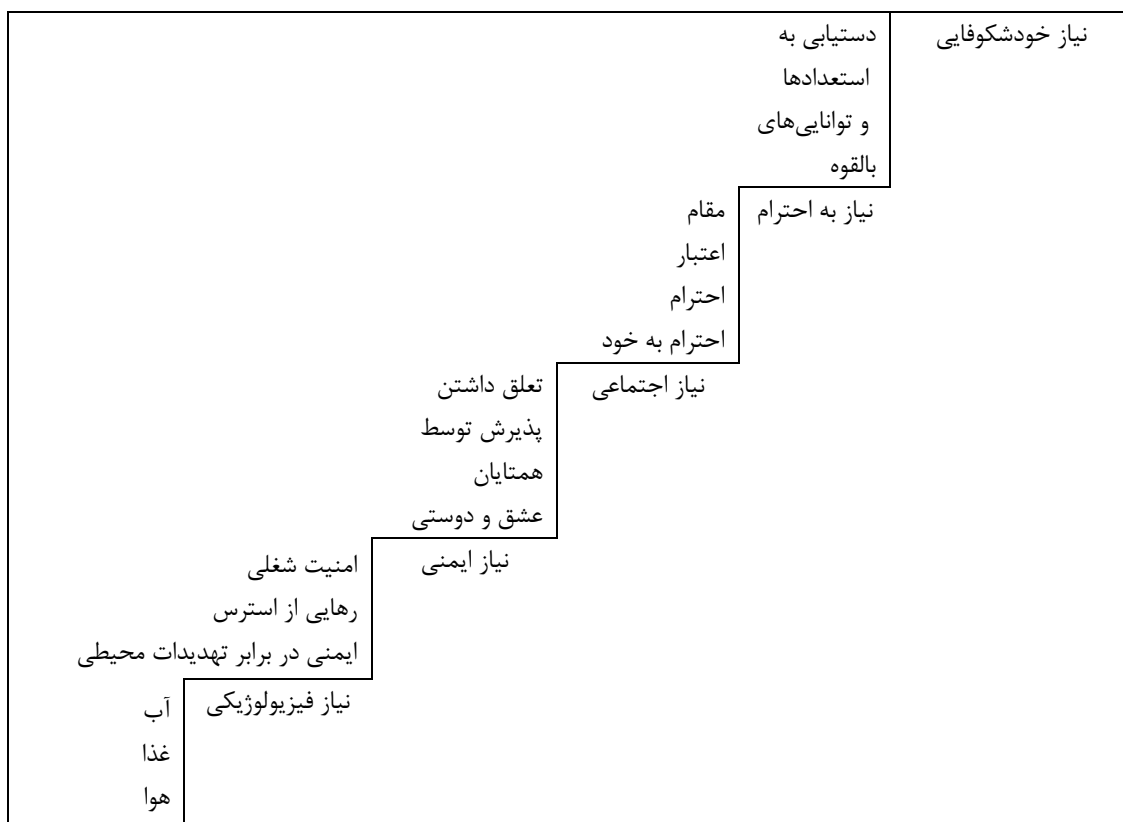 نیاز خودشکوفایی
دستیابی به
استعدادها
و توانایی‌های
بالقوه
نیاز به احترام
مقام
اعتبار
احترام
احترام به خود
نیاز اجتماعی
تعلق داشتن
پذیرش توسط
همتایان
عشق و دوستی
نیاز ایمنی
امنیت شغلی
رهایی از استرس
ایمنی در برابر تهدیدات محیطی
نیاز فیزیولوژیکی
آب
غذا
هوا